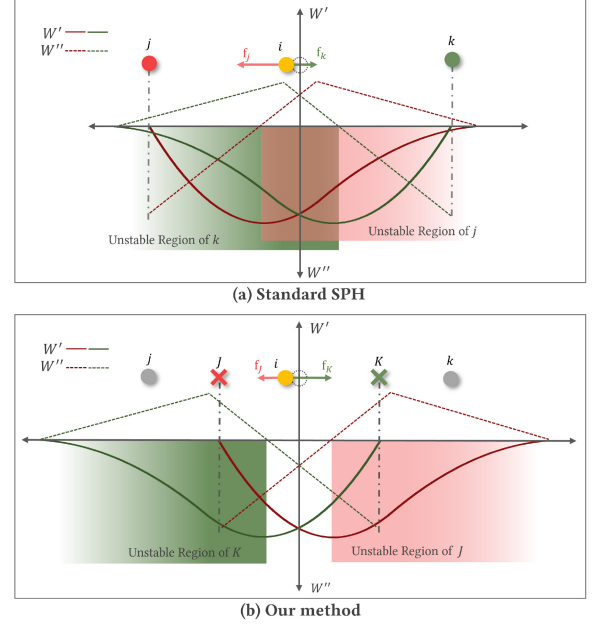 W'
W'
W''
j
i
k
f_j
f_k
Unstable Region of k
Unstable Region of j
W''
(a) Standard SPH
W'
W'
W''
j
J
i
K
k
f_J
f_K
Unstable Region of K
Unstable Region of J
W''
(b) Our method